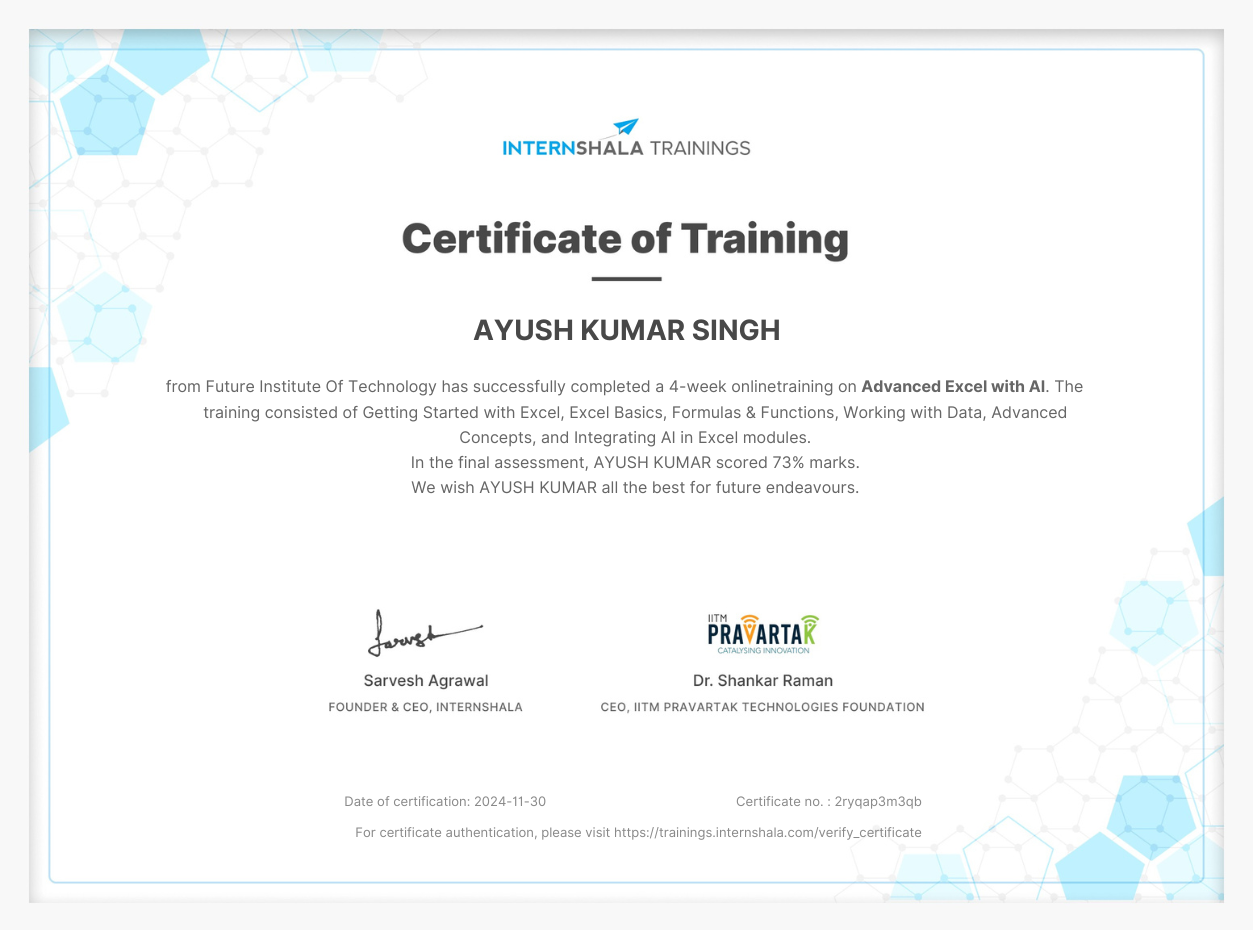 INTERNSHALA TRAININGS
Certificate of Training
AYUSH KUMAR SINGH
from Future Institute Of Technology has successfully completed a 4-week onlinetraining on Advanced Excel with AI. The
training consisted of Getting Started with Excel, Excel Basics, Formulas & Functions, Working with Data, Advanced
Concepts, and Integrating AI in Excel modules.
In the final assessment, AYUSH KUMAR scored 73% marks.
We wish AYUSH KUMAR all the best for future endeavours.
Sarvesh
IITM
PRAVARTAK
CATALYSING INNOVATION
Sarvesh Agrawal
Dr. Shankar Raman
FOUNDER & CEO, INTERNSHALA
CEO, IITM PRAVARTAK TECHNOLOGIES FOUNDATION
Date of certification: 2024-11-30
Certificate no. : 2ryqap3m3qb
For certificate authentication, please visit https://trainings.internshala.com/verify_certificate